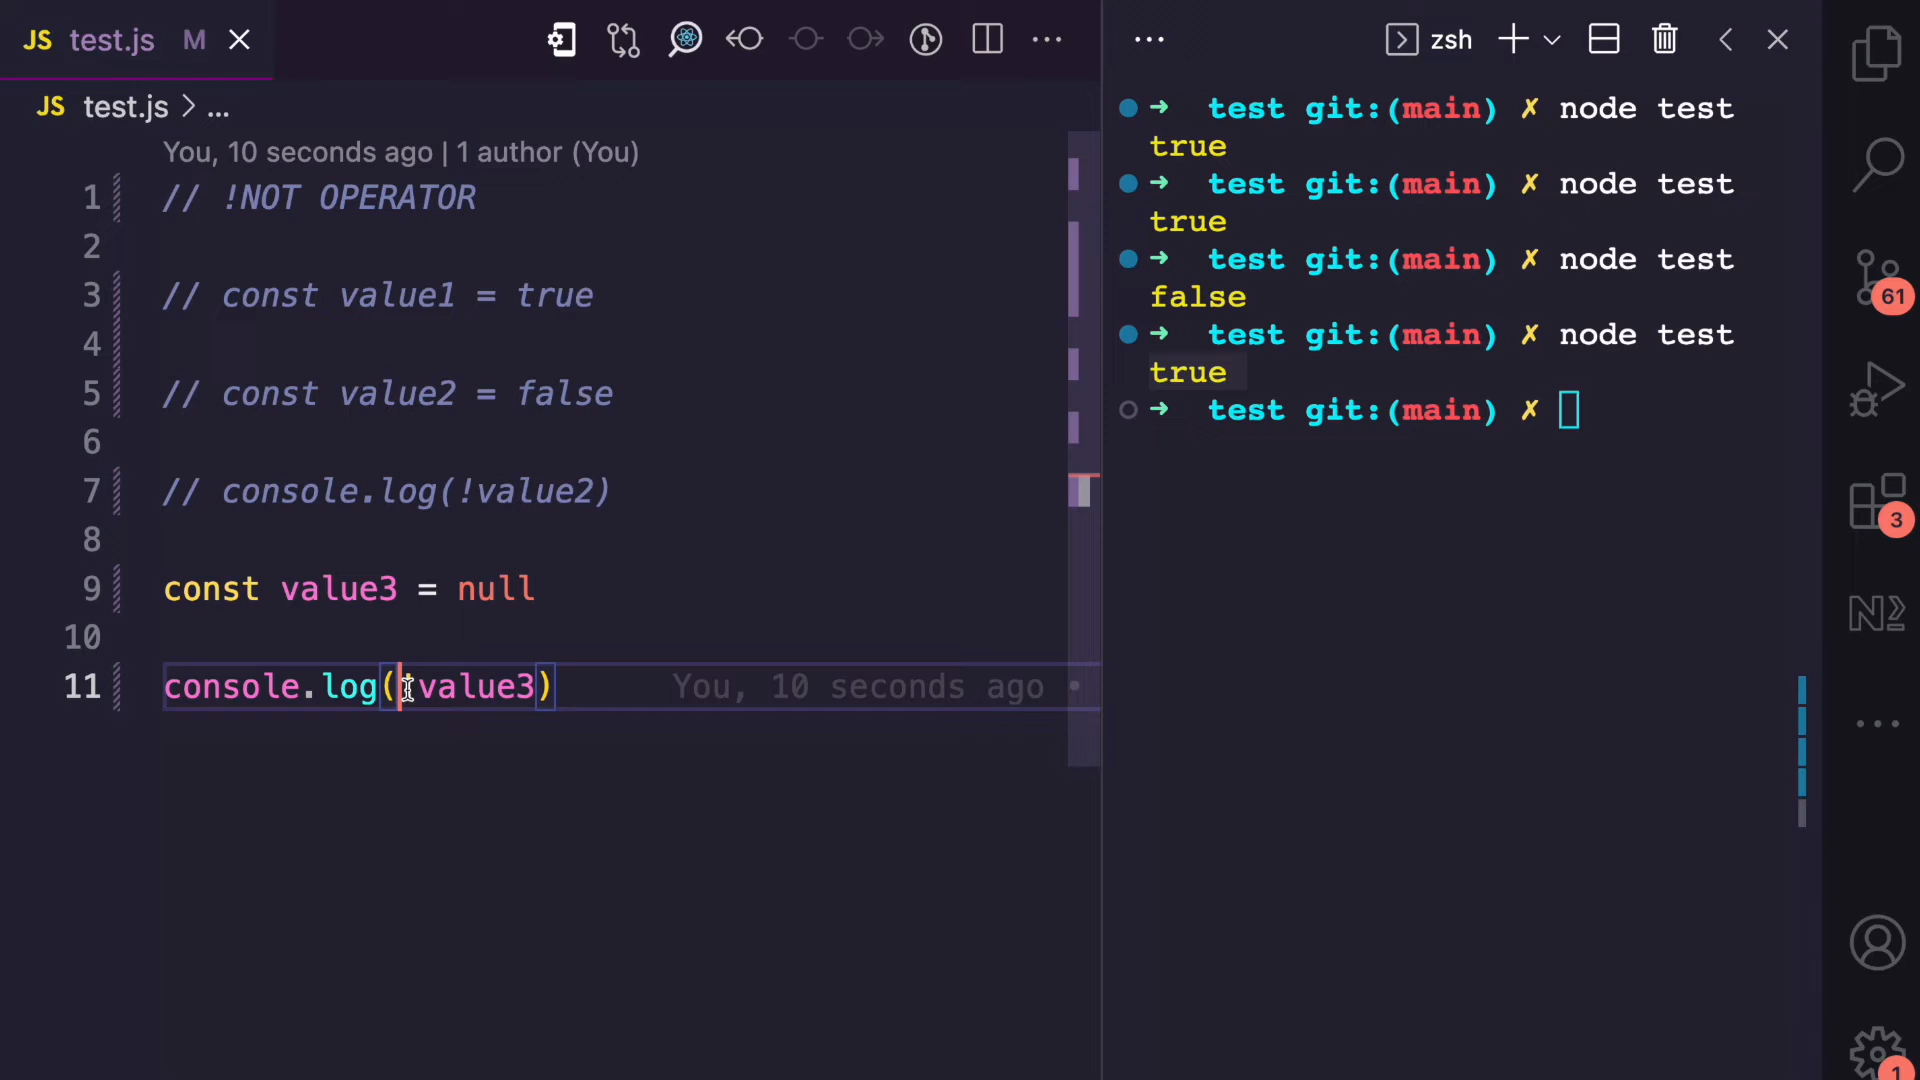 JS test.js M
zsh
JS test.js > ...
You, 10 seconds ago | 1 author (You)
1 // !NOT OPERATOR
2
3 // const value1 = true
4
5 // const value2 = false
6
7 // console.log(!value2)
8
9 const value3 = null
10
11 console.log(!value3) You, 10 seconds ago •
➜ test git:(main) ✗ node test
true
➜ test git:(main) ✗ node test
true
➜ test git:(main) ✗ node test
false
➜ test git:(main) ✗ node test
true
➜ test git:(main) ✗
61
3
1